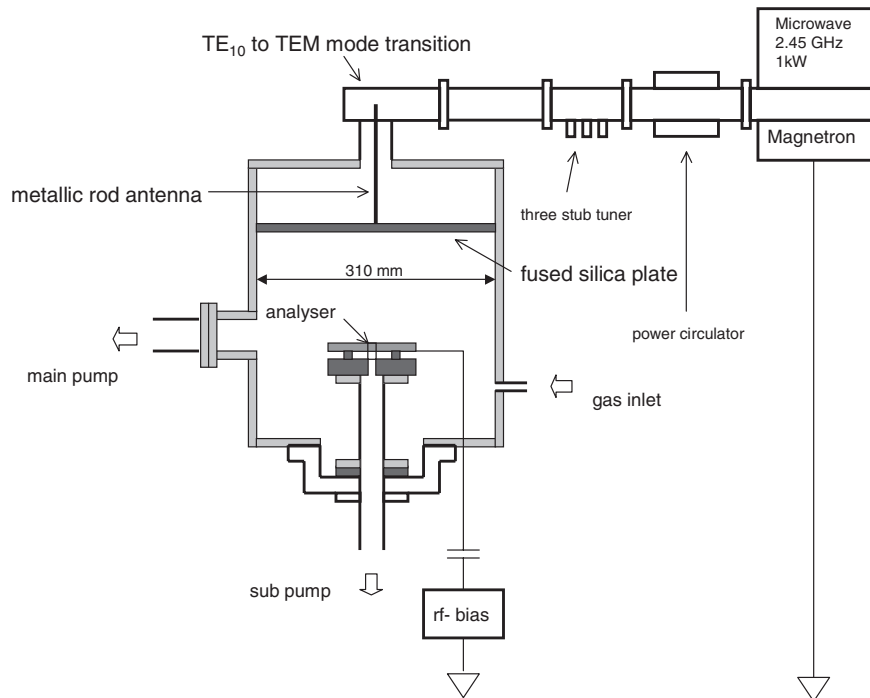 Microwave
2.45 GHz
1kW
TE₁₀ to TEM mode transition
Magnetron
metallic rod antenna
three stub tuner
fused silica plate
310 mm
analyser
power circulator
main pump
gas inlet
sub pump
rf- bias